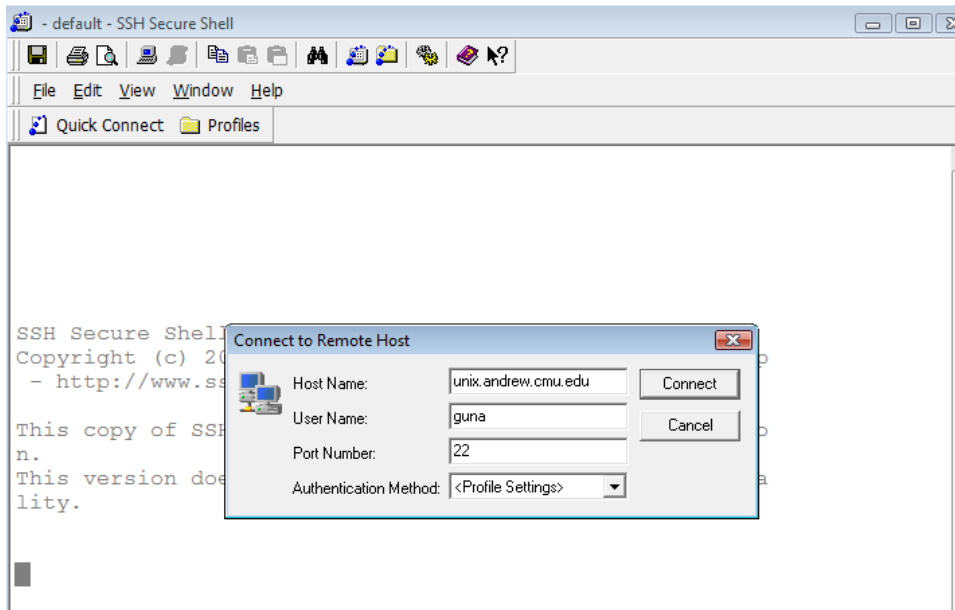 - default - SSH Secure Shell
File Edit View Window Help
Quick Connect Profiles
SSH Secure Shell
Copyright (c) 20
- http://www.ss
This copy of SSH
n.
This version doe
lity.
Connect to Remote Host
Host Name: unix.andrew.cmu.edu Connect
User Name: guna Cancel
Port Number: 22
Authentication Method: <Profile Settings>